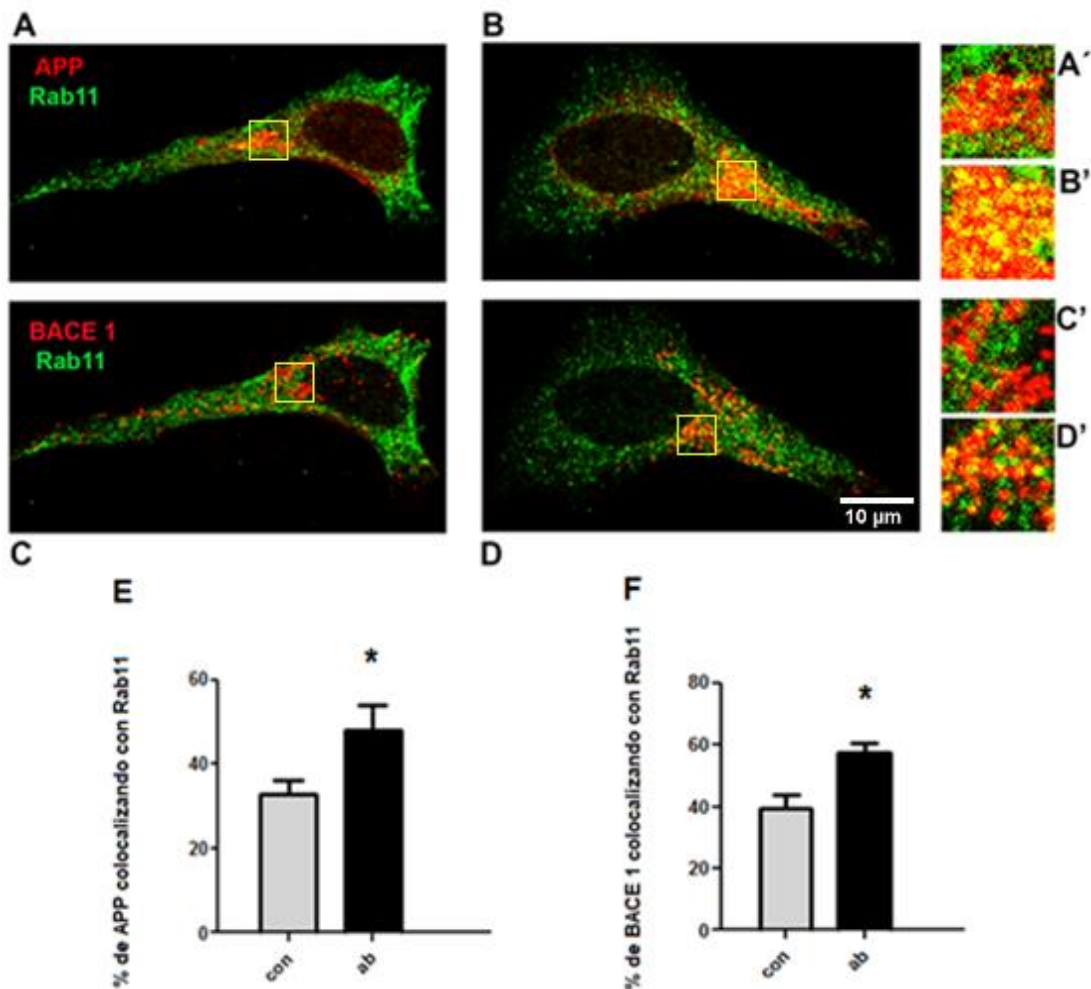 A
B
APP
Rab11
A´
B'
BACE 1
Rab11
C'
D'
10 µm
C
D
E
F
% de APP colocalizando con Rab11
60
40
20
0
con
ab
*
% de BACE 1 colocalizando con Rab11
80
60
40
20
0
con
ab
*